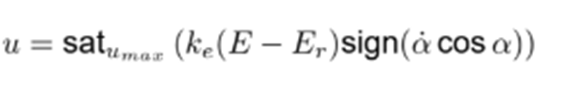 u = sat_{u_{max}} (k_e(E − E_r)sign(α̇ cos α))